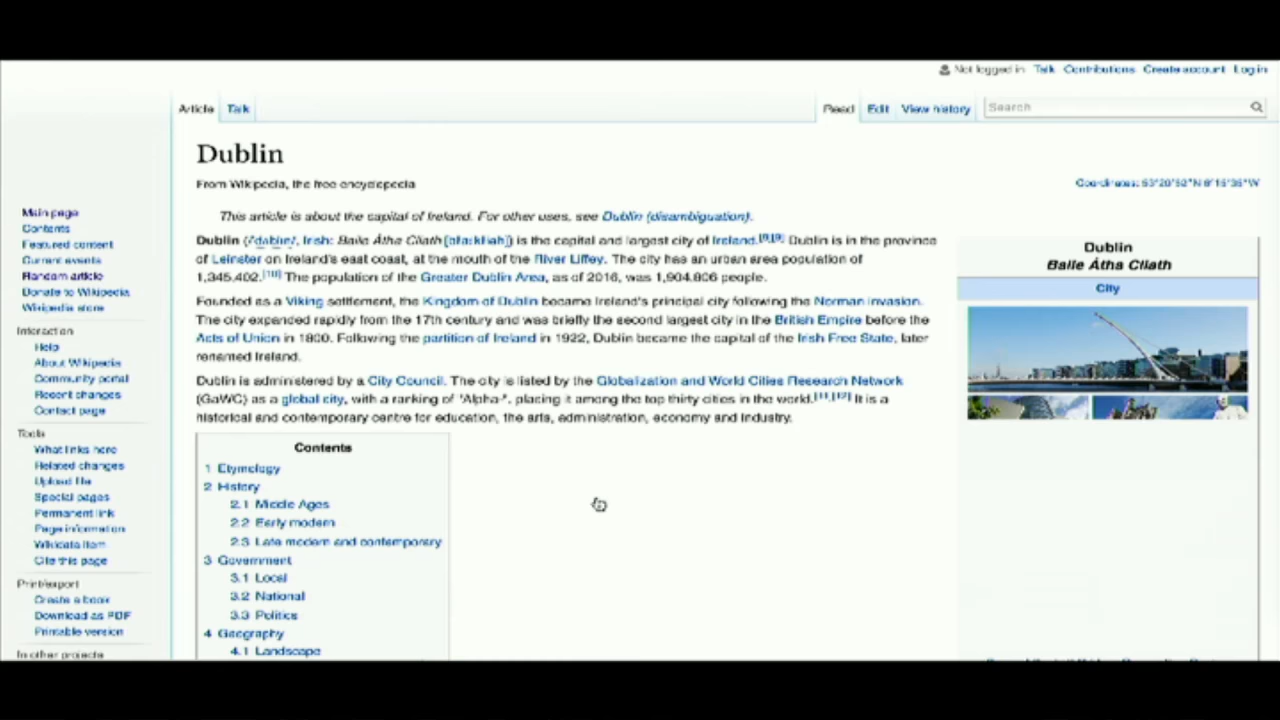 Not logged in Talk Contributions Create account Log in
Article Talk
Read Edit View history Search
Dublin
From Wikipedia, the free encyclopedia
Coordinates: 53°20′52″N 6°15′35″W
This article is about the capital of Ireland. For other uses, see Dublin (disambiguation).
Dublin (/ˈdʌblɪn/, Irish: Baile Átha Cliath is the capital and largest city of Ireland.[8][9] Dublin is in the province
of Leinster on Ireland's east coast, at the mouth of the River Liffey. The city has an urban area population of
1,345,402.[10] The population of the Greater Dublin Area, as of 2016, was 1,904,806 people.
Founded as a Viking settlement, the Kingdom of Dublin became Ireland's principal city following the Norman invasion.
The city expanded rapidly from the 17th century and was briefly the second largest city in the British Empire before the
Acts of Union in 1800. Following the partition of Ireland in 1922, Dublin became the capital of the Irish Free State, later
renamed Ireland.
Dublin is administered by a City Council. The city is listed by the Globalization and World Cities Research Network
(GaWC) as a global city, with a ranking of "Alpha-", placing it among the top thirty cities in the world.[11][12] It is a
historical and contemporary centre for education, the arts, administration, economy and industry.
Contents
1 Etymology
2 History
2.1 Middle Ages
2.2 Early modern
2.3 Late modern and contemporary
3 Government
3.1 Local
3.2 National
3.3 Politics
4 Geography
4.1 Landscape
Dublin
Baile Átha Cliath
City
Main page
Contents
Featured content
Current events
Random article
Donate to Wikipedia
Wikipedia store
Interaction
Help
About Wikipedia
Community portal
Recent changes
Contact page
Tools
What links here
Related changes
Upload file
Special pages
Permanent link
Page information
Wikidata item
Cite this page
Print/export
Create a book
Download as PDF
Printable version
In other projects